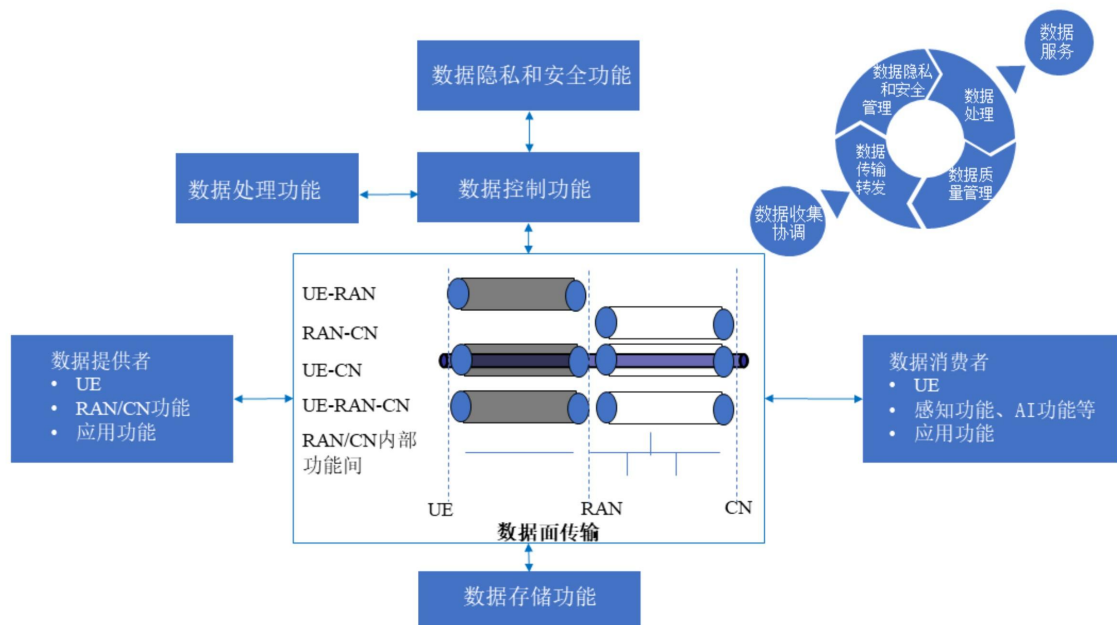 数据隐私和安全功能
数据处理功能
数据控制功能
数据服务
数据隐私
和安全
管理
数据
处理
数据
传输
转发
数据质
量管理
数据收集
协调
UE-RAN
RAN-CN
UE-CN
UE-RAN-CN
RAN/CN内部
功能间
UE
RAN
CN
数据面传输
数据提供者
• UE
• RAN/CN功能
• 应用功能
数据消费者
• UE
• 感知功能、AI功能等
• 应用功能
数据存储功能